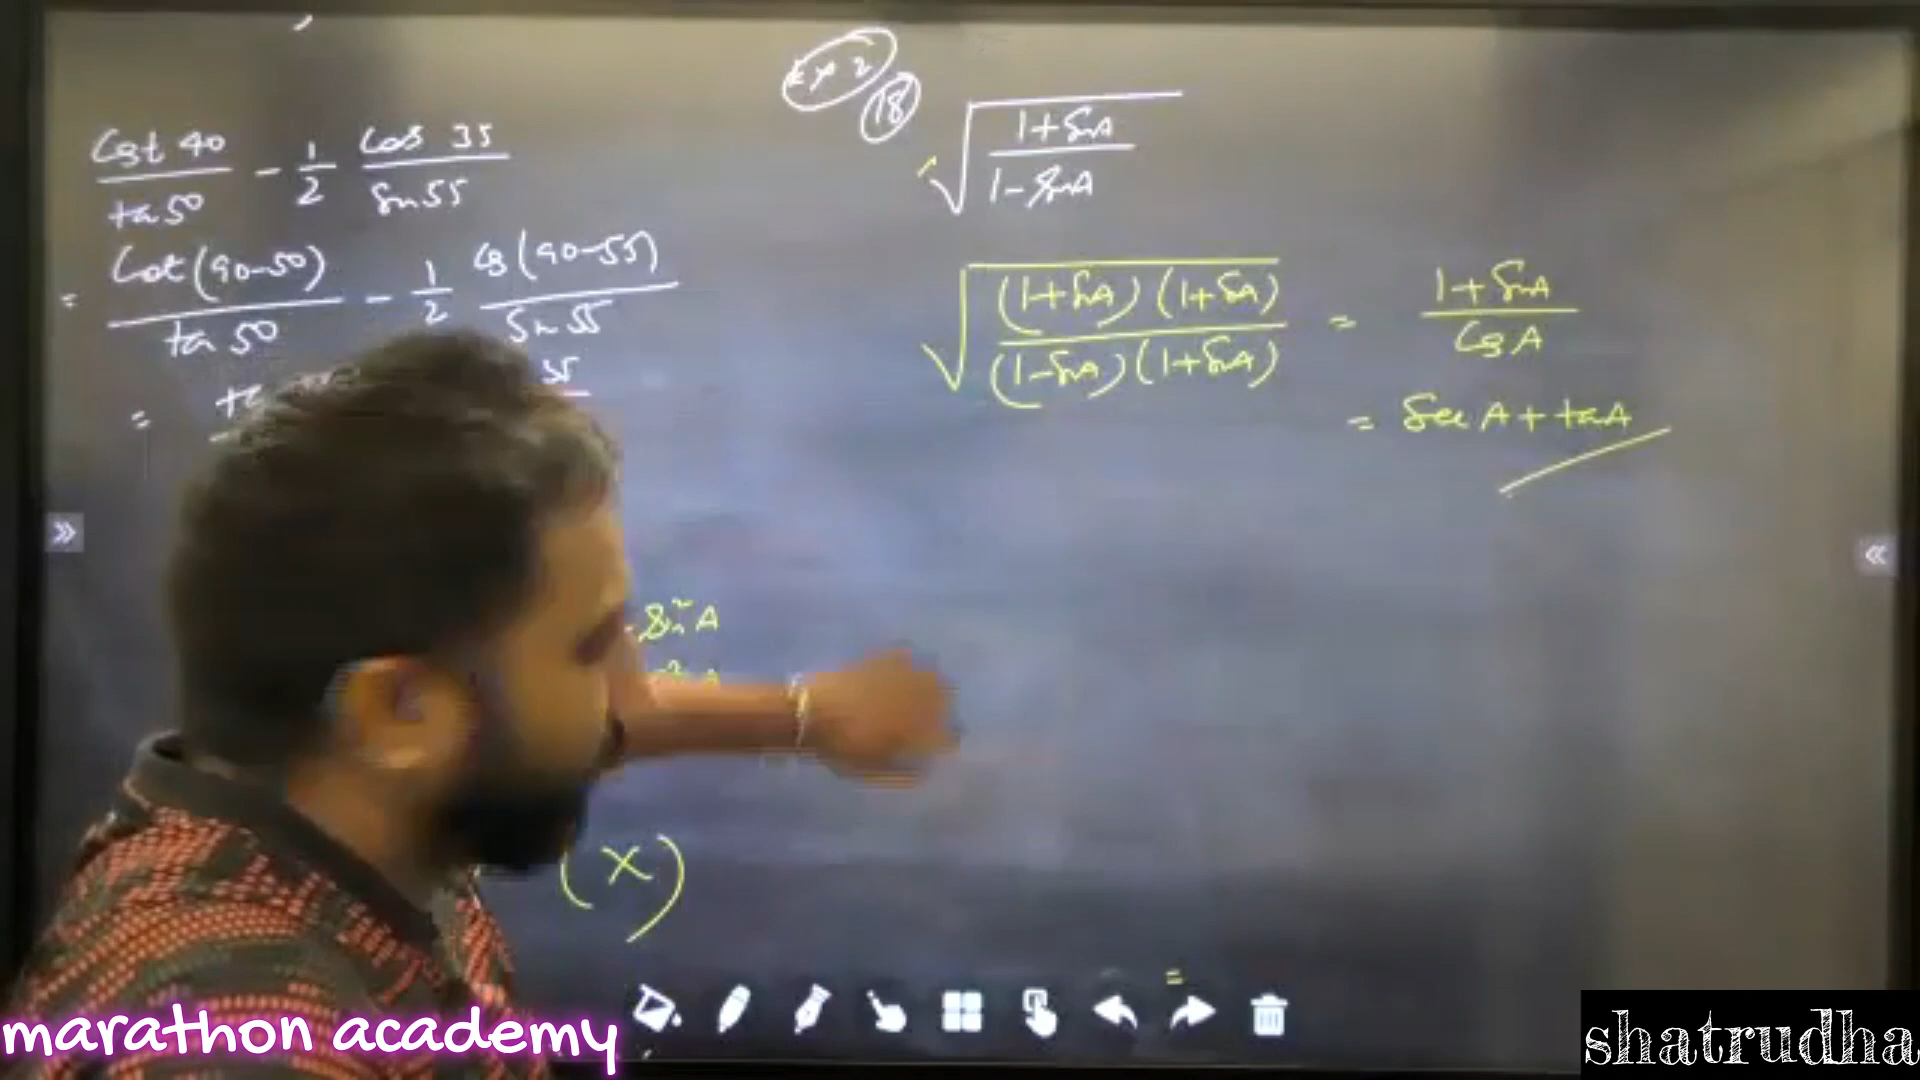 Cot 40 / tan 50 - 1/2 Cos 35 / Sin 55
= Cot(90-50) / tan 50 - 1/2 Cos(90-55) / Sin 55
=
55
Sin²A
(x)
Ex 2
18
√((1+SinA) / (1-SinA))
√((1+SinA)(1+SinA) / (1-SinA)(1+SinA)) = (1+SinA) / CosA
= Sec A + tan A
=
marathon academy
shatrudha